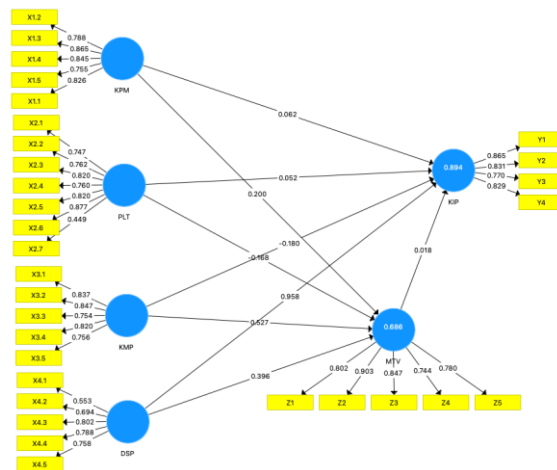 X1.2
X1.3
X1.4
X1.5
X1.1
0.788
0.865
0.845
0.755
0.826
KPM
X2.1
X2.2
X2.3
X2.4
X2.5
X2.6
X2.7
0.747
0.762
0.820
0.760
0.820
0.877
0.449
PLT
X3.1
X3.2
X3.3
X3.4
X3.5
0.837
0.847
0.754
0.820
0.756
KMP
X4.1
X4.2
X4.3
X4.4
X4.5
0.553
0.694
0.802
0.788
0.758
DSP
0.062
0.052
0.200
-0.180
-0.168
0.958
0.527
0.396
0.018
0.894
KIP
0.865
0.831
0.770
0.829
Y1
Y2
Y3
Y4
0.686
MTV
0.802
0.903
0.847
0.744
0.780
Z1
Z2
Z3
Z4
Z5